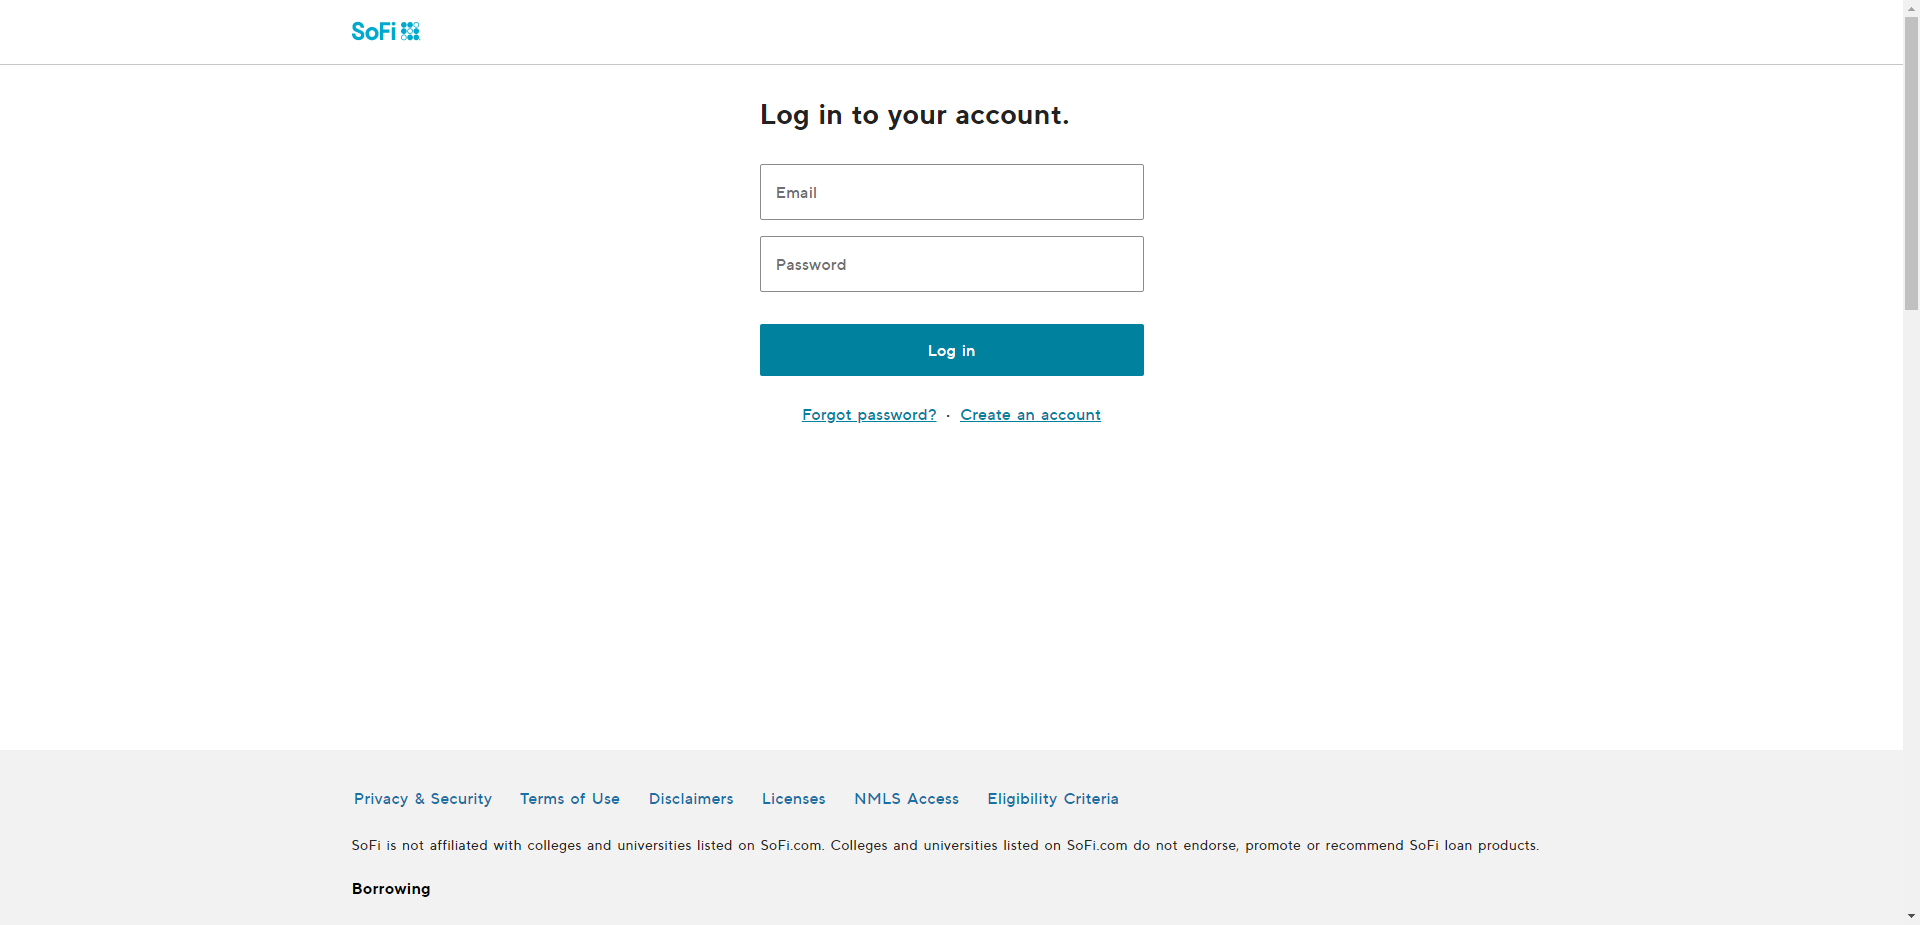 SoFi
Log in to your account.
Email
Password
Log in
Forgot password? · Create an account
Privacy & Security Terms of Use Disclaimers Licenses NMLS Access Eligibility Criteria
SoFi is not affiliated with colleges and universities listed on SoFi.com. Colleges and universities listed on SoFi.com do not endorse, promote or recommend SoFi loan products.
Borrowing